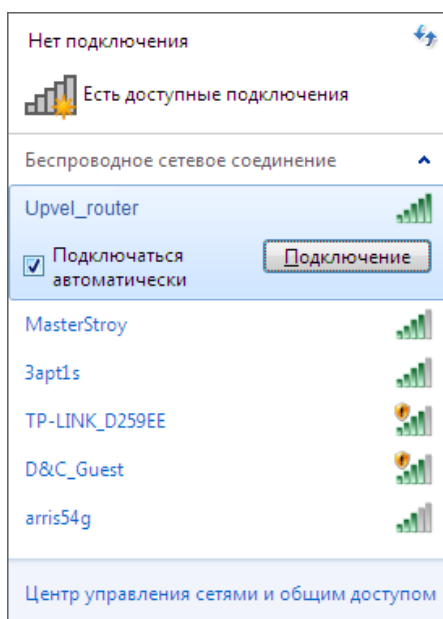 Нет подключения
Есть доступные подключения
Беспроводное сетевое соединение
Upvel_router
Подключаться
автоматически
Подключение
MasterStroy
3apt1s
TP-LINK_D259EE
D&C_Guest
arris54g
Центр управления сетями и общим доступом